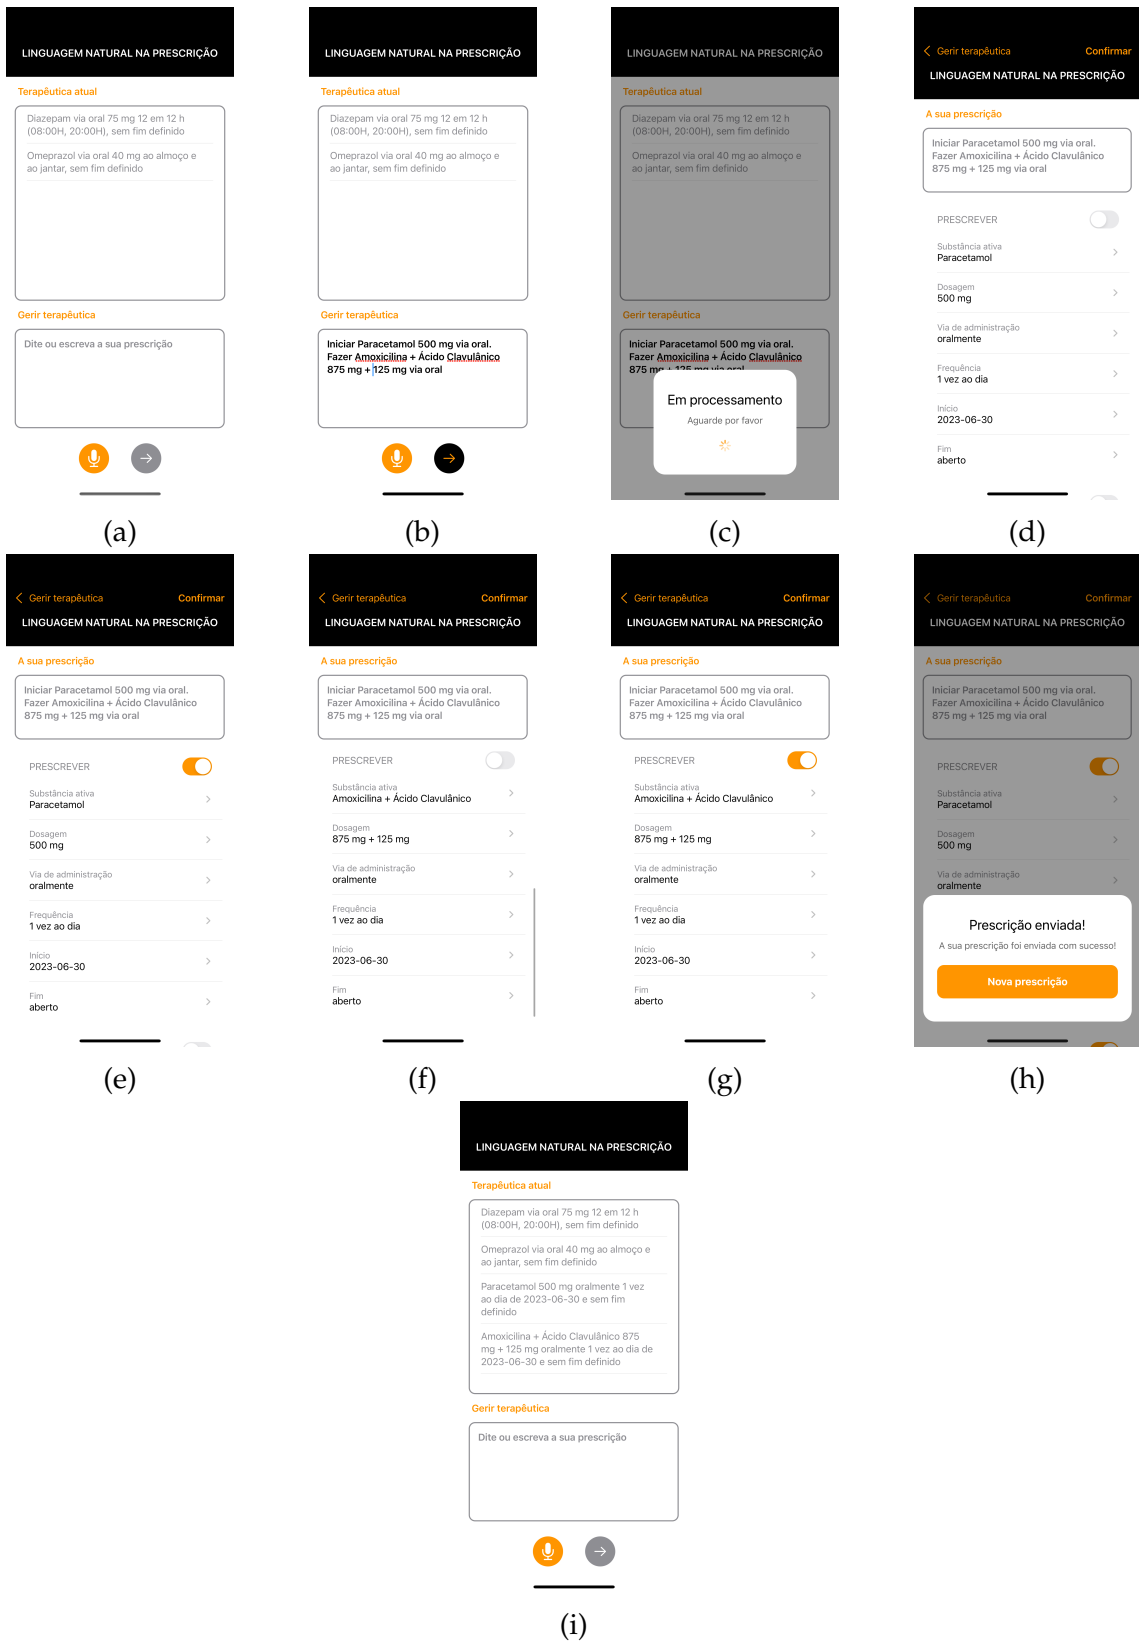 LINGUAGEM NATURAL NA PRESCRIÇÃO
Terapêutica atual
Diazepam via oral 75 mg 12 em 12 h
(08:00H, 20:00H), sem fim definido
Omeprazol via oral 40 mg ao almoço e
ao jantar, sem fim definido
Gerir terapêutica
Dite ou escreva a sua prescrição
(a)
LINGUAGEM NATURAL NA PRESCRIÇÃO
Terapêutica atual
Diazepam via oral 75 mg 12 em 12 h
(08:00H, 20:00H), sem fim definido
Omeprazol via oral 40 mg ao almoço e
ao jantar, sem fim definido
Gerir terapêutica
Iniciar Paracetamol 500 mg via oral.
Fazer Amoxicilina + Ácido Clavulânico
875 mg + 125 mg via oral
(b)
LINGUAGEM NATURAL NA PRESCRIÇÃO
Terapêutica atual
Diazepam via oral 75 mg 12 em 12 h
(08:00H, 20:00H), sem fim definido
Omeprazol via oral 40 mg ao almoço e
ao jantar, sem fim definido
Gerir terapêutica
Iniciar Paracetamol 500 mg via oral.
Fazer Amoxicilina + Ácido Clavulânico
875 mg + 125 mg via oral
Em processamento
Aguarde por favor
(c)
Gerir terapêutica Confirmar
LINGUAGEM NATURAL NA PRESCRIÇÃO
A sua prescrição
Iniciar Paracetamol 500 mg via oral.
Fazer Amoxicilina + Ácido Clavulânico
875 mg + 125 mg via oral
PRESCREVER
Substância ativa
Paracetamol
Dosagem
500 mg
Via de administração
oralmente
Frequência
1 vez ao dia
Início
2023-06-30
Fim
aberto
(d)
Gerir terapêutica Confirmar
LINGUAGEM NATURAL NA PRESCRIÇÃO
A sua prescrição
Iniciar Paracetamol 500 mg via oral.
Fazer Amoxicilina + Ácido Clavulânico
875 mg + 125 mg via oral
PRESCREVER
Substância ativa
Paracetamol
Dosagem
500 mg
Via de administração
oralmente
Frequência
1 vez ao dia
Início
2023-06-30
Fim
aberto
(e)
Gerir terapêutica Confirmar
LINGUAGEM NATURAL NA PRESCRIÇÃO
A sua prescrição
Iniciar Paracetamol 500 mg via oral.
Fazer Amoxicilina + Ácido Clavulânico
875 mg + 125 mg via oral
PRESCREVER
Substância ativa
Amoxicilina + Ácido Clavulânico
Dosagem
875 mg + 125 mg
Via de administração
oralmente
Frequência
1 vez ao dia
Início
2023-06-30
Fim
aberto
(f)
Gerir terapêutica Confirmar
LINGUAGEM NATURAL NA PRESCRIÇÃO
A sua prescrição
Iniciar Paracetamol 500 mg via oral.
Fazer Amoxicilina + Ácido Clavulânico
875 mg + 125 mg via oral
PRESCREVER
Substância ativa
Amoxicilina + Ácido Clavulânico
Dosagem
875 mg + 125 mg
Via de administração
oralmente
Frequência
1 vez ao dia
Início
2023-06-30
Fim
aberto
(g)
Gerir terapêutica Confirmar
LINGUAGEM NATURAL NA PRESCRIÇÃO
A sua prescrição
Iniciar Paracetamol 500 mg via oral.
Fazer Amoxicilina + Ácido Clavulânico
875 mg + 125 mg via oral
PRESCREVER
Substância ativa
Paracetamol
Dosagem
500 mg
Via de administração
oralmente
Prescrição enviada!
A sua prescrição foi enviada com sucesso!
Nova prescrição
(h)
LINGUAGEM NATURAL NA PRESCRIÇÃO
Terapêutica atual
Diazepam via oral 75 mg 12 em 12 h
(08:00H, 20:00H), sem fim definido
Omeprazol via oral 40 mg ao almoço e
ao jantar, sem fim definido
Paracetamol 500 mg oralmente 1 vez
ao dia de 2023-06-30 e sem fim
definido
Amoxicilina + Ácido Clavulânico 875
mg + 125 mg oralmente 1 vez ao dia de
2023-06-30 e sem fim definido
Gerir terapêutica
Dite ou escreva a sua prescrição
(i)